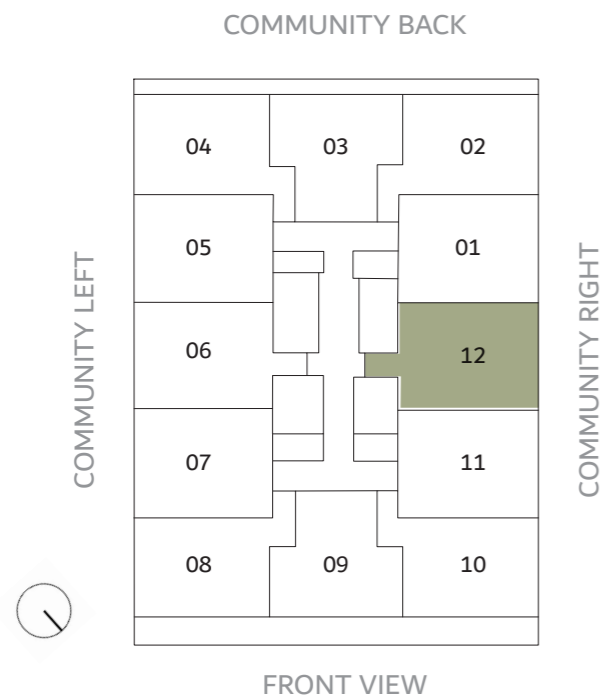 COMMUNITY BACK
04 03 02
05 01
06 12
07 11
08 09 10
COMMUNITY LEFT
COMMUNITY RIGHT
FRONT VIEW